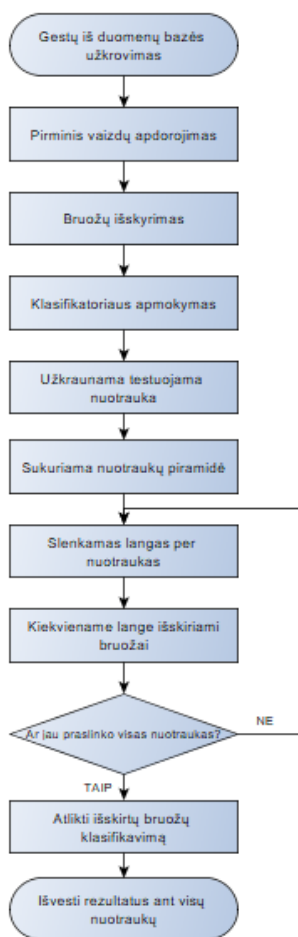 Gestų iš duomenų bazės
užkrovimas
Pirminis vaizdų apdorojimas
Bruožų išskyrimas
Klasifikatoriaus apmokymas
Užkraunama testuojama
nuotrauka
Sukuriama nuotraukų piramidė
Slenkamas langas per
nuotraukas
Kiekviename lange išskiriami
bruožai
Ar jau praslinko visas nuotraukas?
NE
TAIP
Atlikti išskirtų bruožų
klasifikavimą
Išvesti rezultatus ant visų
nuotraukų